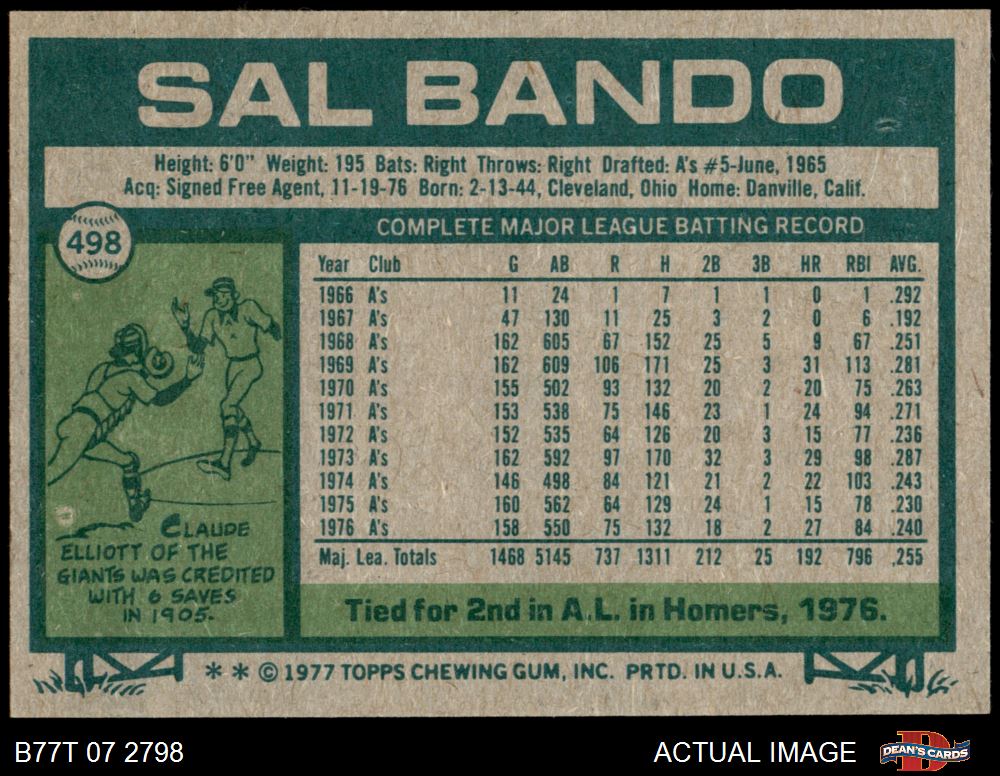 SAL BANDO
Height: 6'0" Weight: 195 Bats: Right Throws: Right Drafted: A's #5-June, 1965
Acq: Signed Free Agent, 11-19-76 Born: 2-13-44, Cleveland, Ohio Home: Danville, Calif.
498
COMPLETE MAJOR LEAGUE BATTING RECORD
Year Club G AB R H 2B 3B HR RBI AVG.
1966 A's 11 24 1 7 1 1 0 1 .292
1967 A's 47 130 11 25 3 2 0 6 .192
1968 A's 162 605 67 152 25 5 9 67 .251
1969 A's 162 609 106 171 25 3 31 113 .281
1970 A's 155 502 93 132 20 2 20 75 .263
1971 A's 153 538 75 146 23 1 24 94 .271
1972 A's 152 535 64 126 20 3 15 77 .236
1973 A's 162 592 97 170 32 3 29 98 .287
1974 A's 146 498 84 121 21 2 22 103 .243
1975 A's 160 562 64 129 24 1 15 78 .230
1976 A's 158 550 75 132 18 2 27 84 .240
Maj. Lea. Totals 1468 5145 737 1311 212 25 192 796 .255
A
CLAUDE
ELLIOTT OF THE
GIANTS WAS CREDITED
WITH 6 SAVES
IN 1905.
Tied for 2nd in A.L. in Homers, 1976.
* * © 1977 TOPPS CHEWING GUM, INC. PRTD. IN U.S.A.
B77T 07 2798
ACTUAL IMAGE
D
DEAN'S CARDS